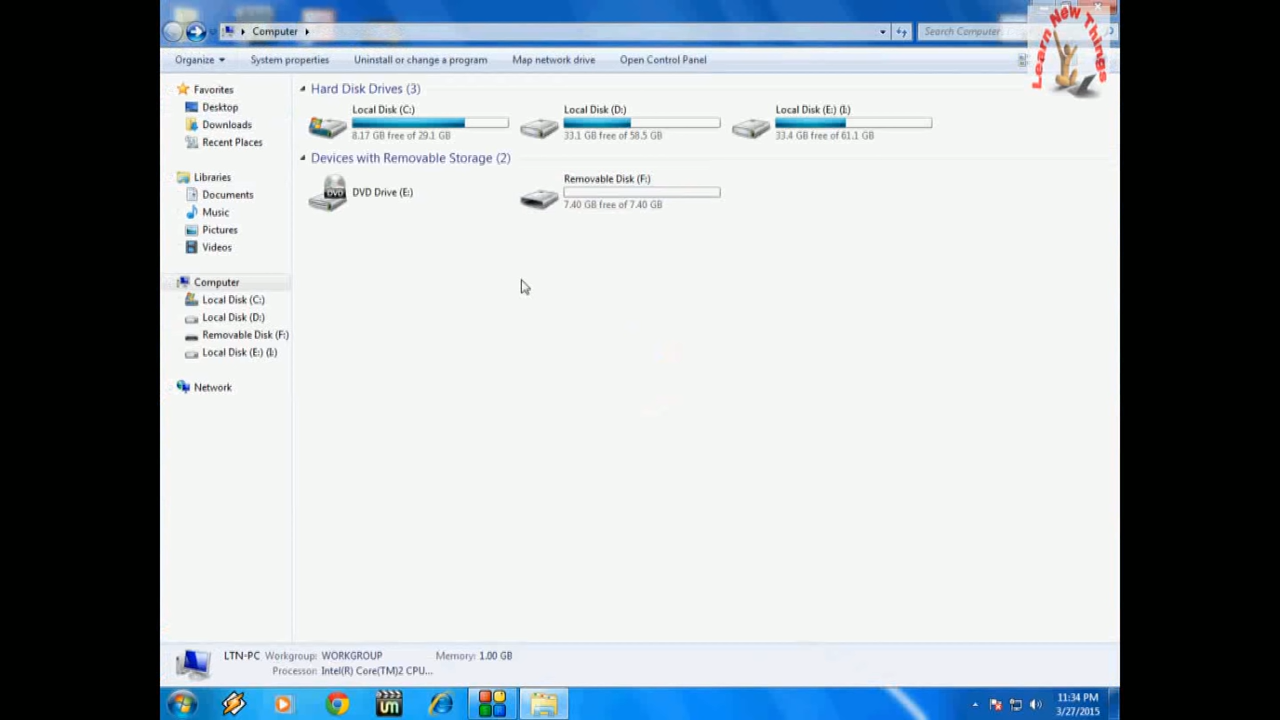 Computer
Search Computer
Learn New Things
Organize
System properties
Uninstall or change a program
Map network drive
Open Control Panel
Favorites
Desktop
Downloads
Recent Places
Libraries
Documents
Music
Pictures
Videos
Computer
Local Disk (C:)
Local Disk (D:)
Removable Disk (F:)
Local Disk (E:) (I:)
Network
Hard Disk Drives (3)
Local Disk (C:)
8.17 GB free of 29.1 GB
Local Disk (D:)
33.1 GB free of 58.5 GB
Local Disk (E:) (I:)
33.4 GB free of 61.1 GB
Devices with Removable Storage (2)
DVD
DVD Drive (E:)
Removable Disk (F:)
7.40 GB free of 7.40 GB
LTN-PC Workgroup: WORKGROUP Memory: 1.00 GB
Processor: Intel(R) Core(TM)2 CPU...
um
11:34 PM
3/27/2015